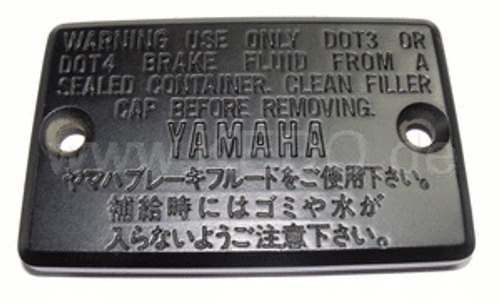 WARNING USE ONLY DOT3 OR
DOT4 BRAKE FLUID FROM A
SEALED CONTAINER. CLEAN FILLER
CAP BEFORE REMOVING.
YAMAHA
ヤマハブレーキフルードをご使用下さい。
補給時にはゴミや水が
入らないようご注意下さい。